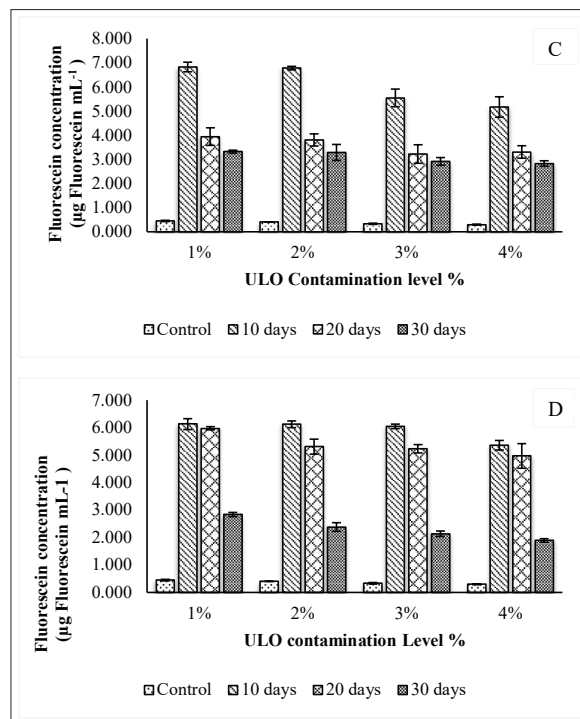 C
Fluorescein concentration
(µg Fluorescein mL⁻¹)
8.000
7.000
6.000
5.000
4.000
3.000
2.000
1.000
0.000
1% 2% 3% 4%
ULO Contamination level %
Control 10 days 20 days 30 days
D
Fluorescein concentration
(µg Fluorescein mL-1)
7.000
6.000
5.000
4.000
3.000
2.000
1.000
0.000
1% 2% 3% 4%
ULO contamination Level %
Control 10 days 20 days 30 days